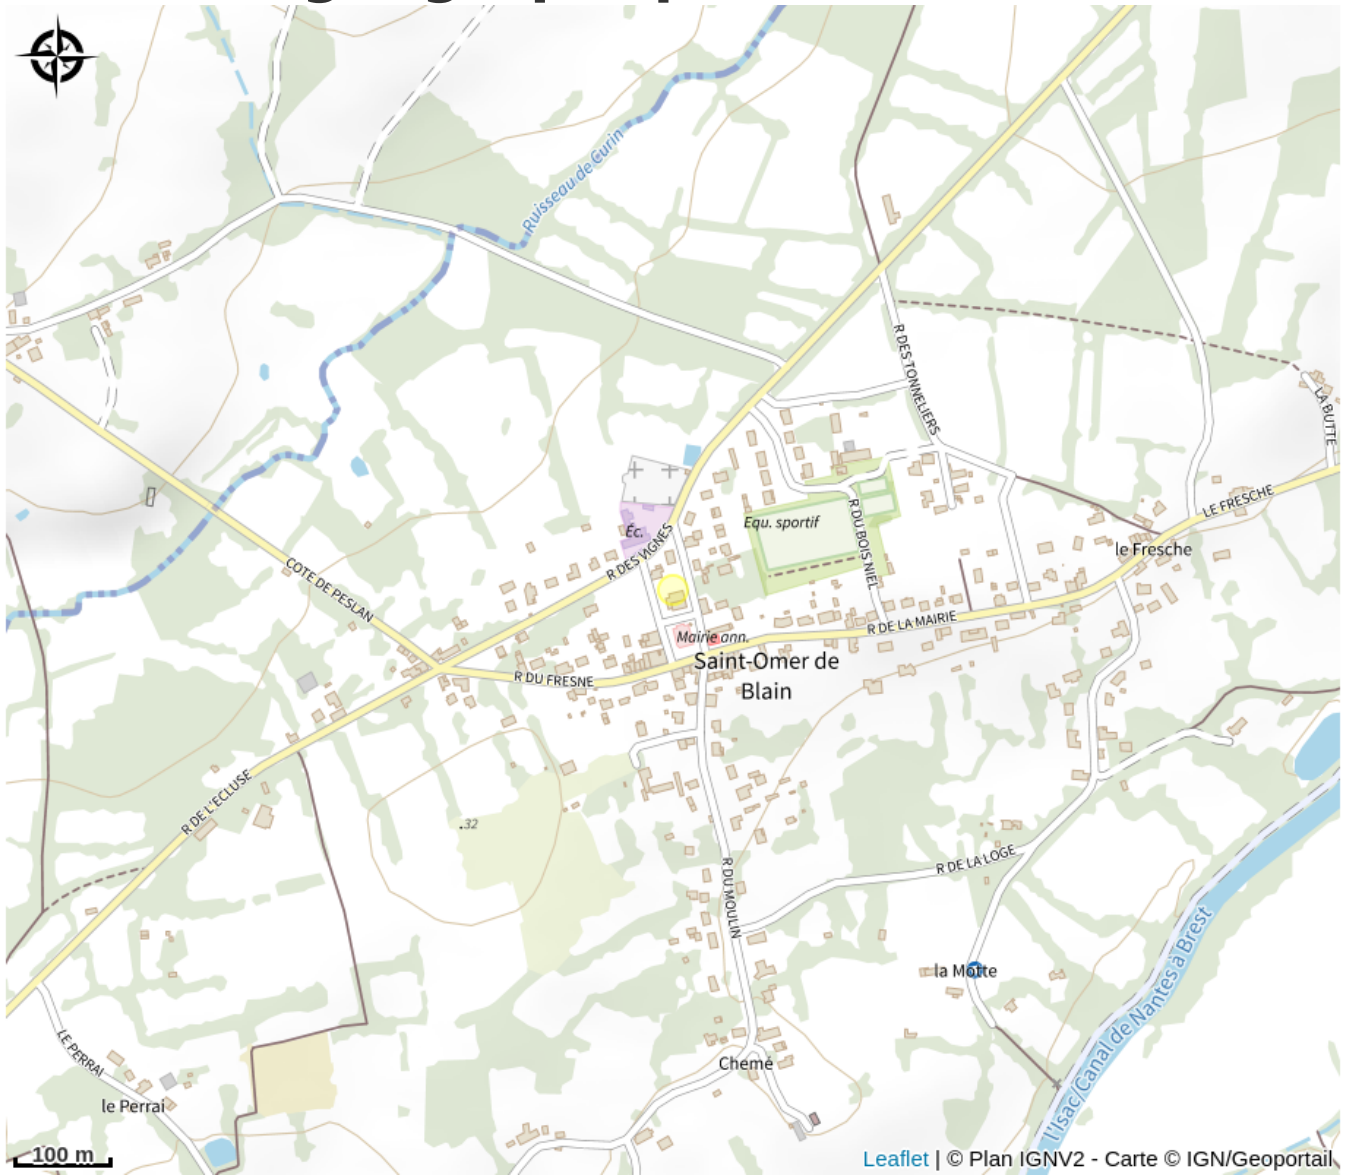 Ruisseau de Curin
R DES TONNELIERS
LA BUTTE
LE FRESCHE
Equ. sportif
Éc.
R DES VIGNES
R DU BOIS NIEL
le Fresche
COTE DE PESLAN
R DE LA MAIRIE
Mairie ann.
Saint-Omer de
Blain
R DU FRESNE
R DE L'ECLUSE
.32
R DU MOULIN
R DE LA LOGE
la Motte
l'Isac/Canal de Nantes à Brest
LE PERRAI
Chemé
le Perrai
100 m
Leaflet | © Plan IGNV2 - Carte © IGN/Geoportail